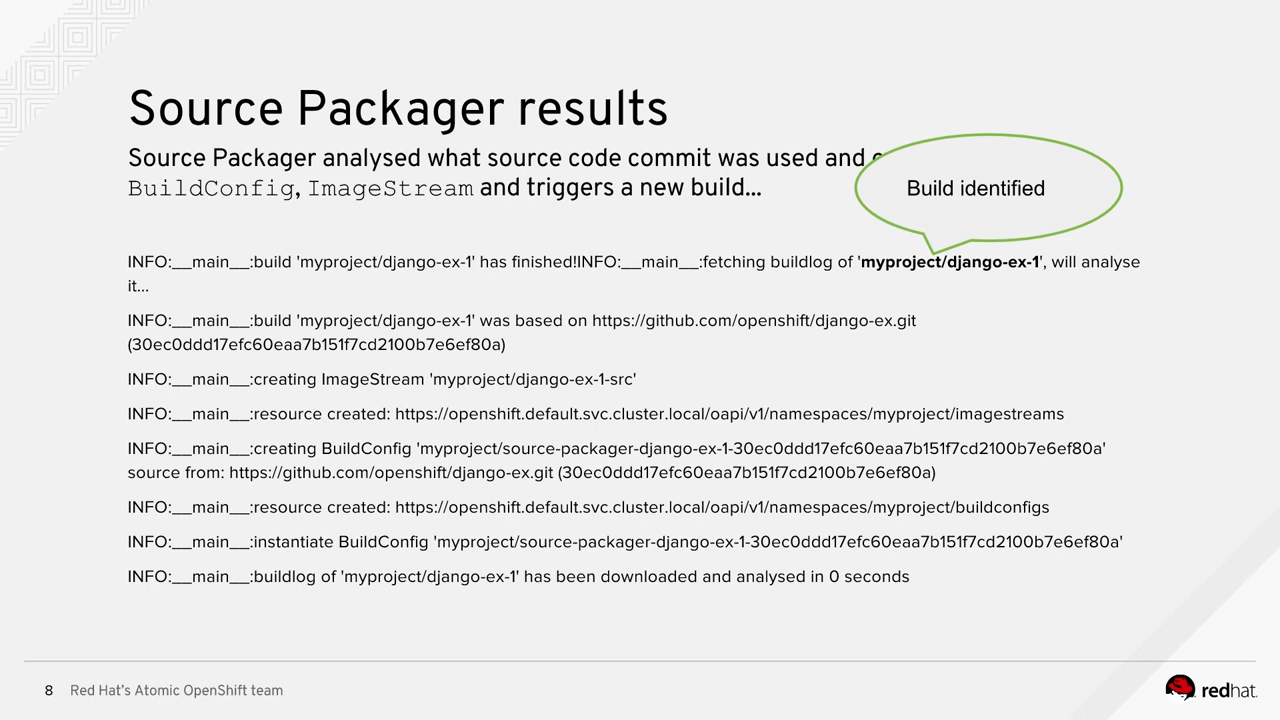 Source Packager results
Source Packager analysed what source code commit was used and
BuildConfig, ImageStream and triggers a new build...
Build identified
INFO:__main__:build 'myproject/django-ex-1' has finished!INFO:__main__:fetching buildlog of 'myproject/django-ex-1', will analyse
it...
INFO:__main__:build 'myproject/django-ex-1' was based on https://github.com/openshift/django-ex.git
(30ec0ddd17efc60eaa7b151f7cd2100b7e6ef80a)
INFO:__main__:creating ImageStream 'myproject/django-ex-1-src'
INFO:__main__:resource created: https://openshift.default.svc.cluster.local/oapi/v1/namespaces/myproject/imagestreams
INFO:__main__:creating BuildConfig 'myproject/source-packager-django-ex-1-30ec0ddd17efc60eaa7b151f7cd2100b7e6ef80a'
source from: https://github.com/openshift/django-ex.git (30ec0ddd17efc60eaa7b151f7cd2100b7e6ef80a)
INFO:__main__:resource created: https://openshift.default.svc.cluster.local/oapi/v1/namespaces/myproject/buildconfigs
INFO:__main__:instantiate BuildConfig 'myproject/source-packager-django-ex-1-30ec0ddd17efc60eaa7b151f7cd2100b7e6ef80a'
INFO:__main__:buildlog of 'myproject/django-ex-1' has been downloaded and analysed in 0 seconds
8 Red Hat's Atomic OpenShift team
redhat.